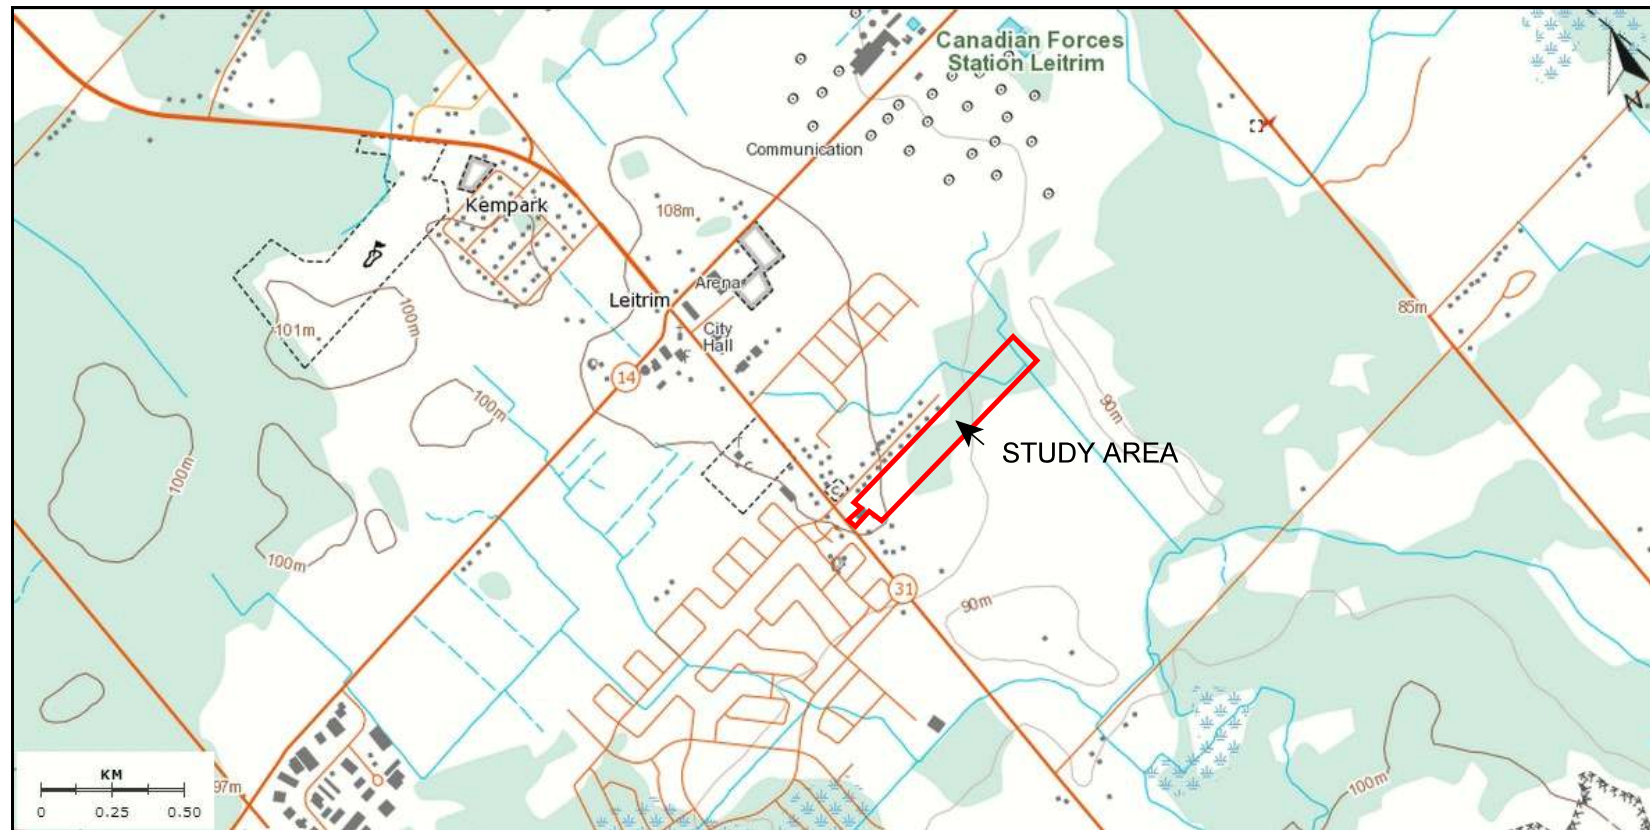 Canadian Forces
Station Leitrim
N
Communication
Kempark
108m
Arena
Leitrim
City
Hall
101m
100m
85m
14
100m
90m
STUDY AREA
100m
100m
31
90m
KM
0 0.25 0.50
97m
100m